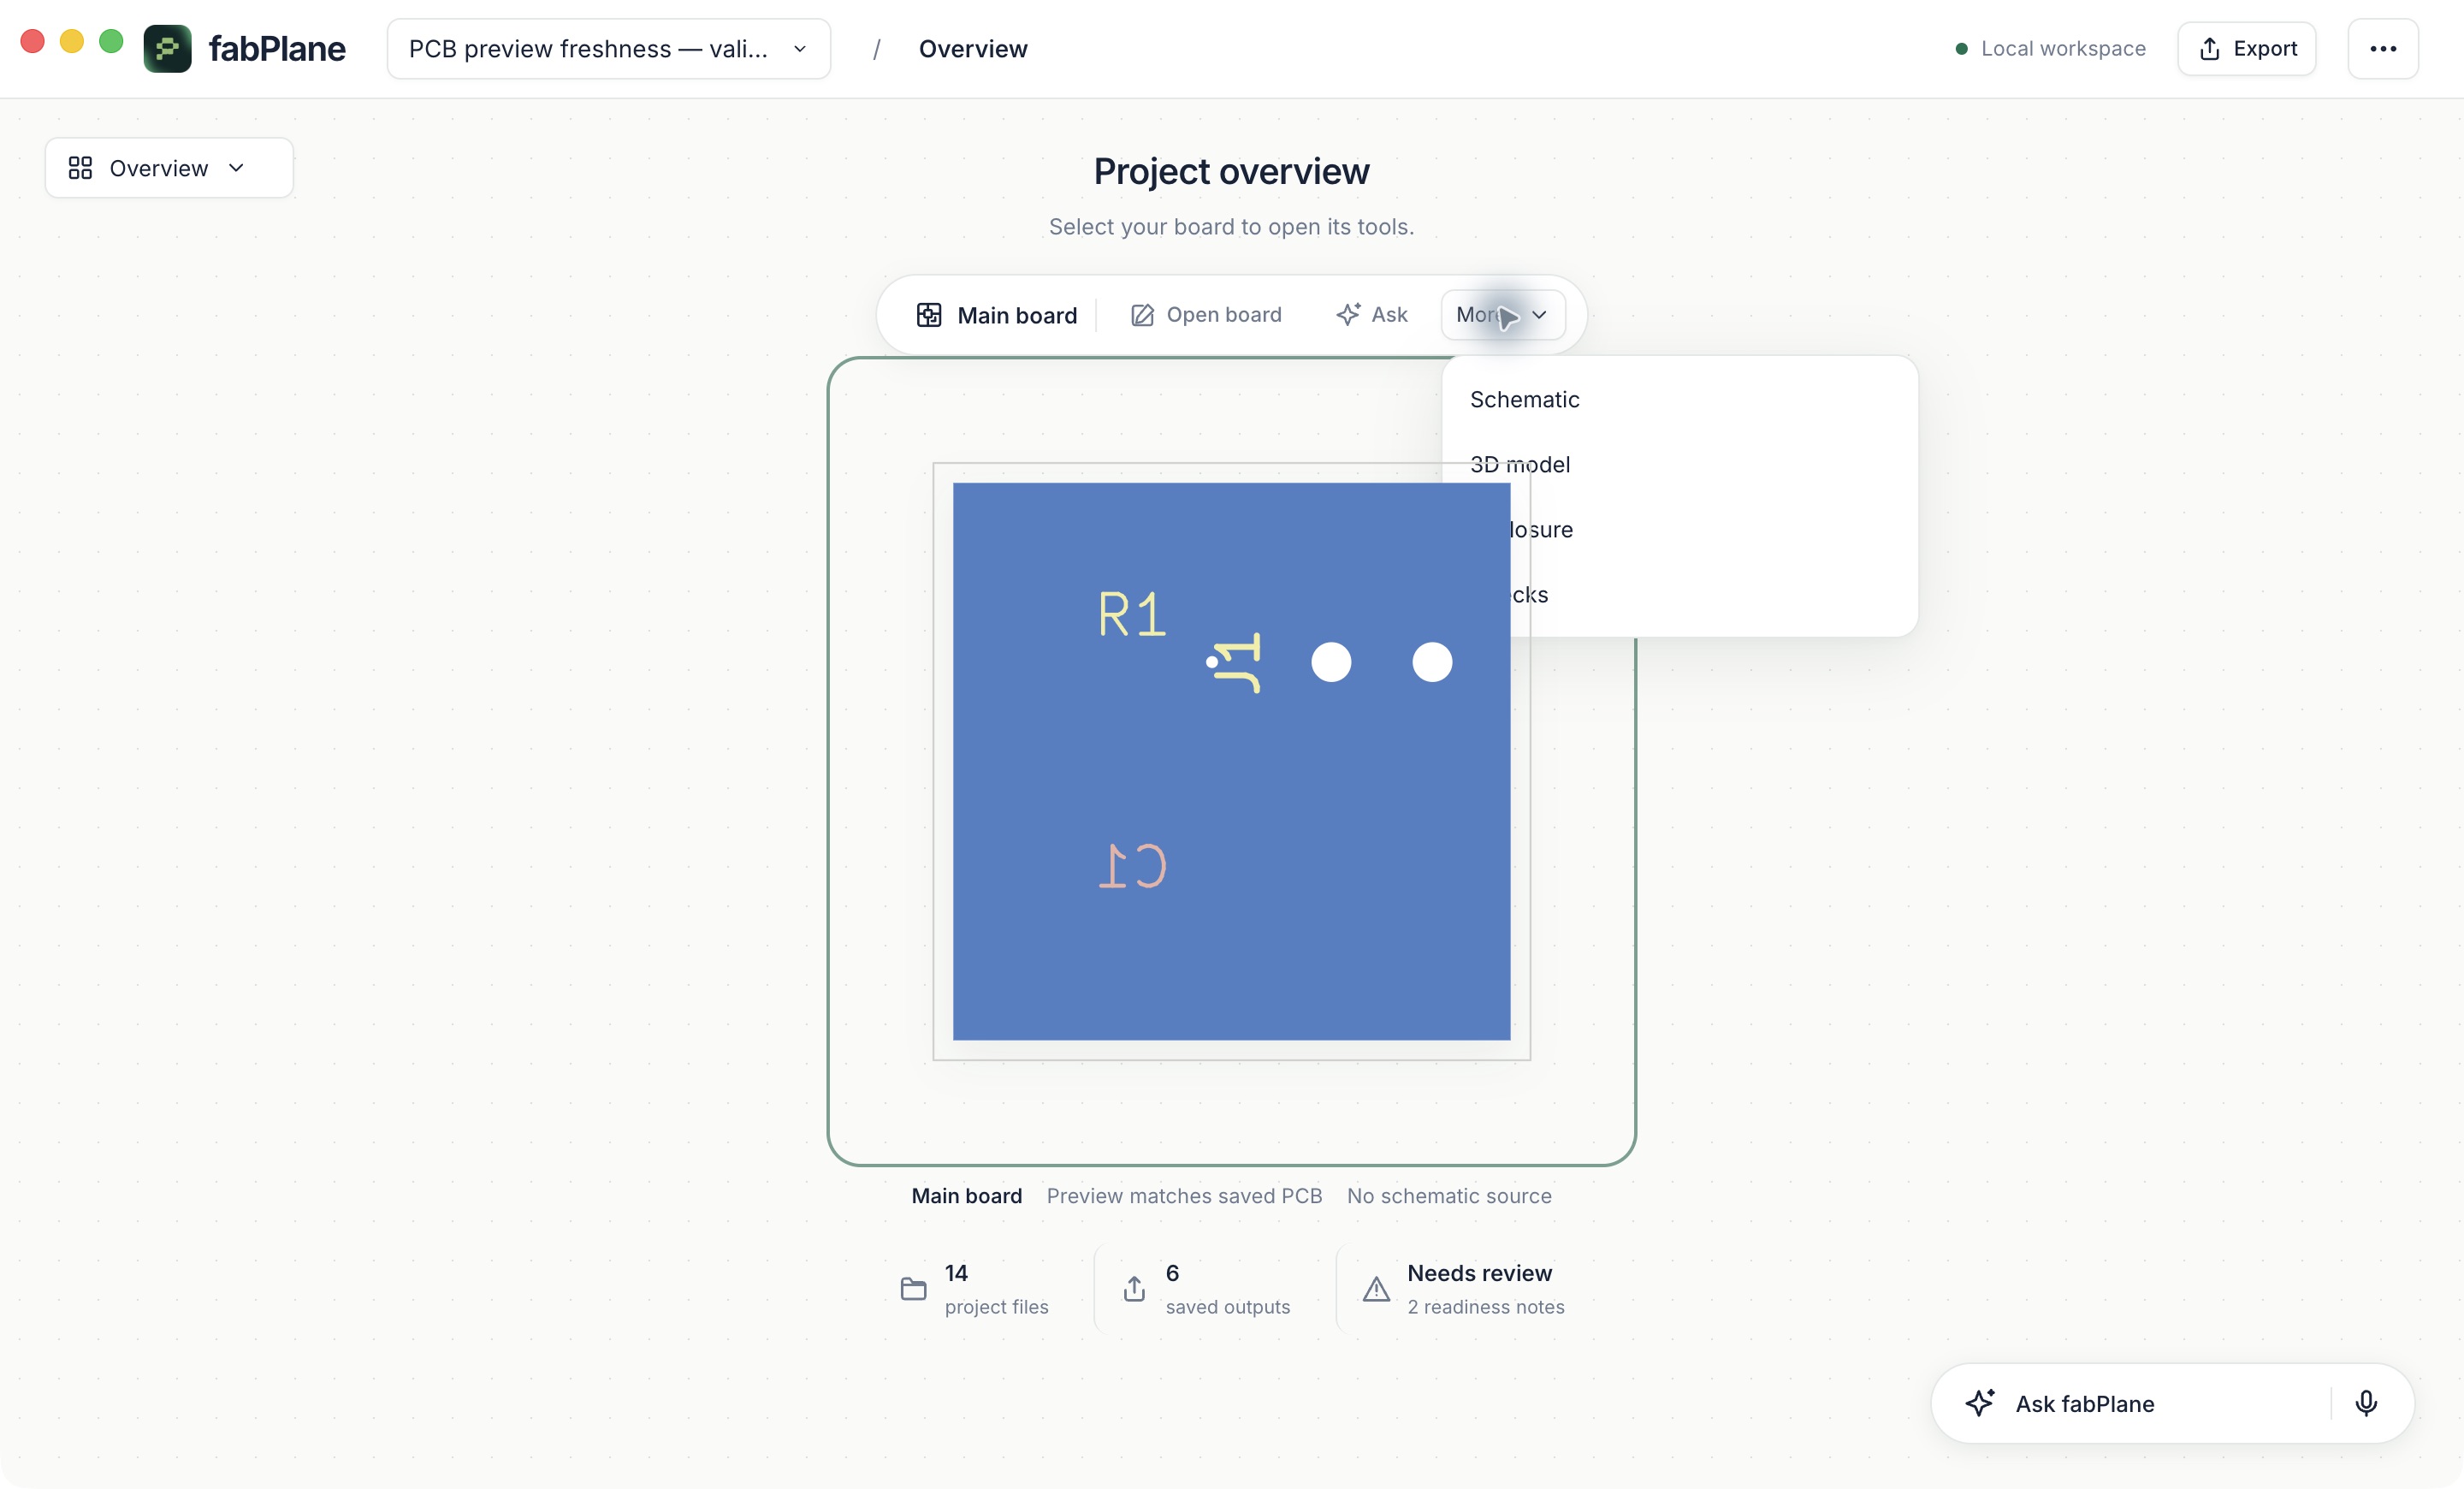 fabPlane
PCB preview freshness — vali...
/
Overview
Local workspace
Export
Overview
Project overview
Select your board to open its tools.
Main board
Open board
Ask
Schematic
3D model
R1
J1
C1
Main board
Preview matches saved PCB
No schematic source
14
project files
6
saved outputs
Needs review
2 readiness notes
Ask fabPlane